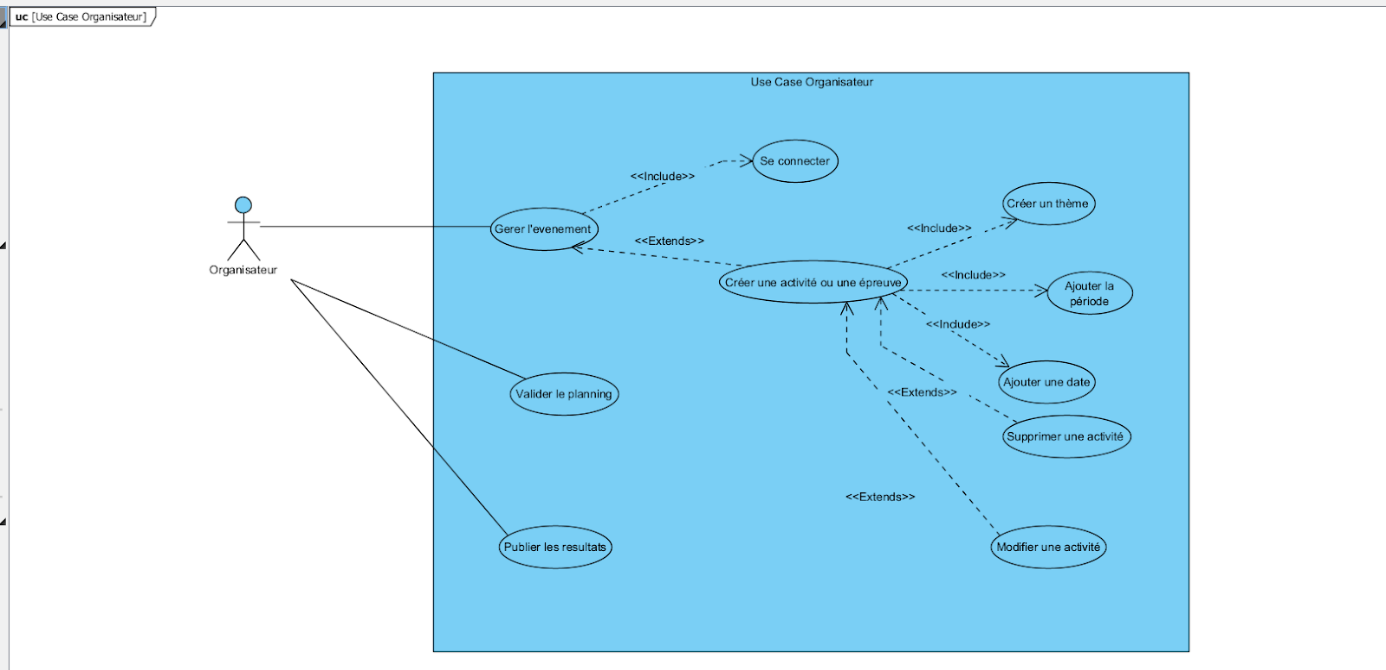 uc [Use Case Organisateur]
Use Case Organisateur
Se connecter
<<Include>>
Créer un thème
Gerer l'evenement
<<Include>>
<<Extends>>
Organisateur
<<Include>>
Créer une activité ou une épreuve
Ajouter la
période
<<Include>>
Ajouter une date
Valider le planning
<<Extends>>
Supprimer une activité
<<Extends>>
Publier les resultats
Modifier une activité